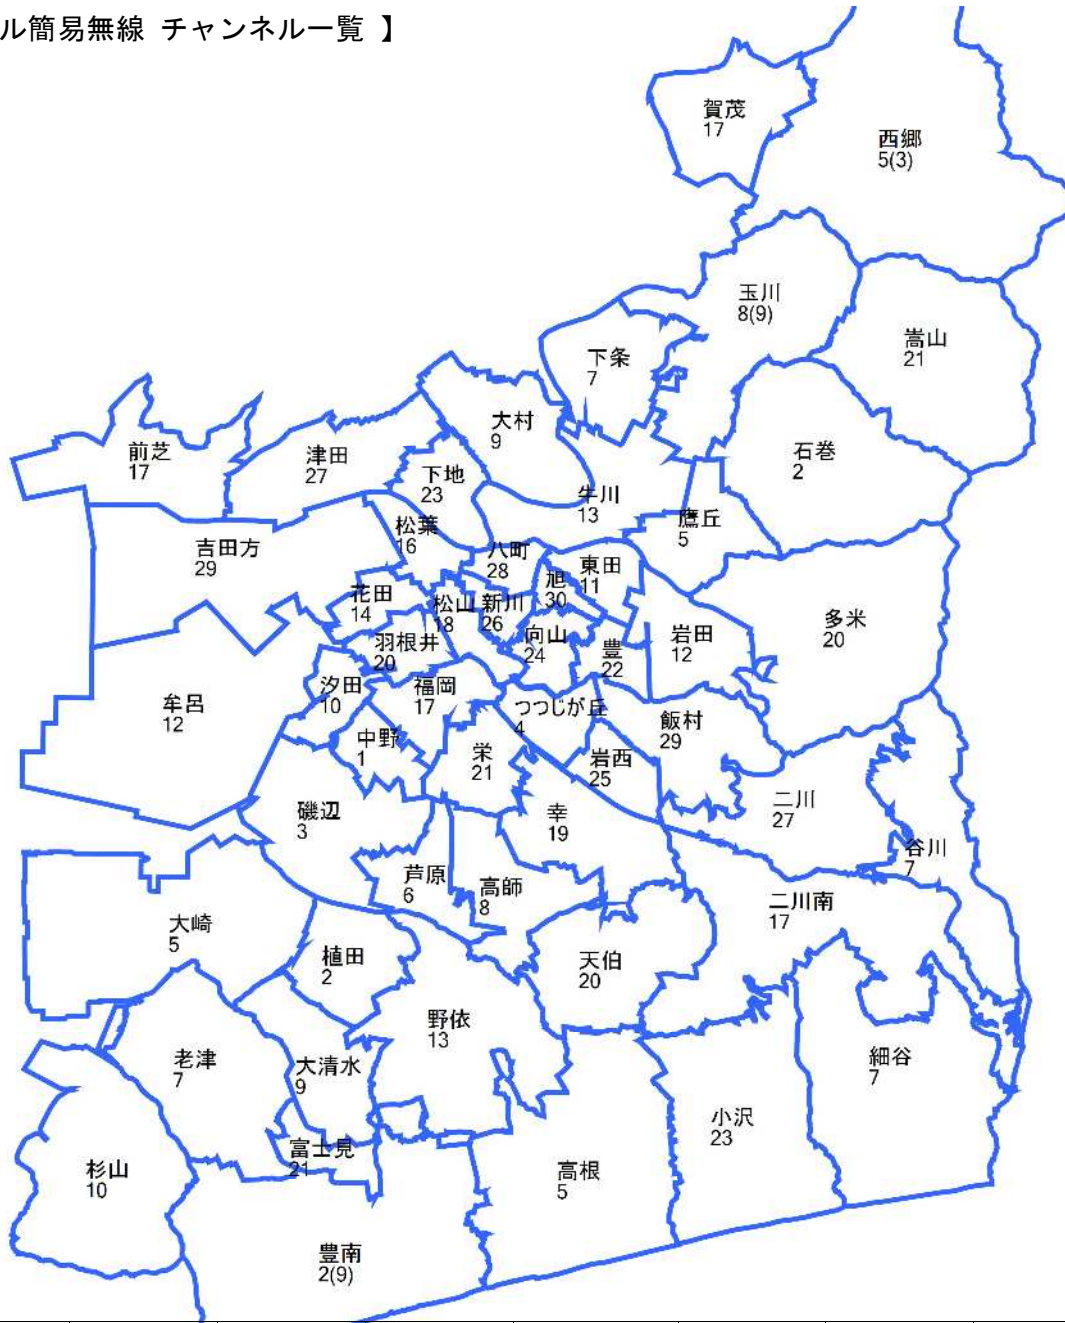 ル簡易無線 チャンネル一覧 】
賀茂
17
西郷
5(3)
玉川
8(9)
嵩山
21
下条
7
大村
9
前芝
17
津田
27
下地
23
石巻
2
牛川
13
鷹丘
5
松葉
16
吉田方
29
八町
28
東田
11
旭
30
花田
14
松山
18
新川
26
向山
24
羽根井
20
豊
22
岩田
12
多米
20
汐田
10
福岡
17
牟呂
12
つつじが丘
4
飯村
29
中野
1
栄
21
岩西
25
磯辺
3
幸
19
二川
27
谷川
7
芦原
6
高師
8
二川南
17
大崎
5
植田
2
天伯
20
野依
13
老津
7
大清水
9
細谷
7
小沢
23
富士見
21
杉山
10
高根
5
豊南
2(9)